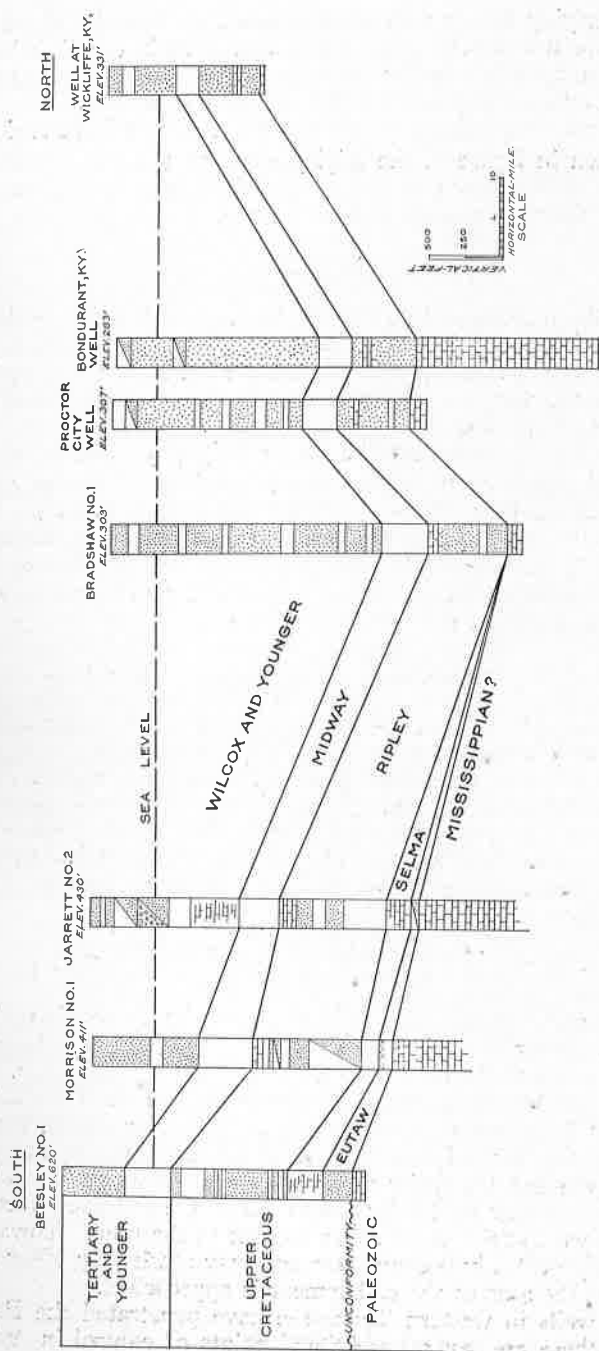 SOUTH
BEESLEY NO.1
ELEV. 620'
MORRISON NO.1
ELEV. 411'
JARRETT NO.2
ELEV. 430'
BRADSHAW NO.1
ELEV. 303'
PROCTOR
CITY
WELL
ELEV. 307'
BONDURANT, KY.
WELL
ELEV. 283'
NORTH
WELL AT
WICKLIFFE, KY.
ELEV. 331'
SEA LEVEL
TERTIARY
AND
YOUNGER
UPPER
CRETACEOUS
UNCONFORMITY
PALEOZOIC
WILCOX AND YOUNGER
MIDWAY
RIPLEY
SELMA
EUTAW
MISSISSIPPIAN?
500
250
VERTICAL-FEET
10
HORIZONTAL-MILE
SCALE